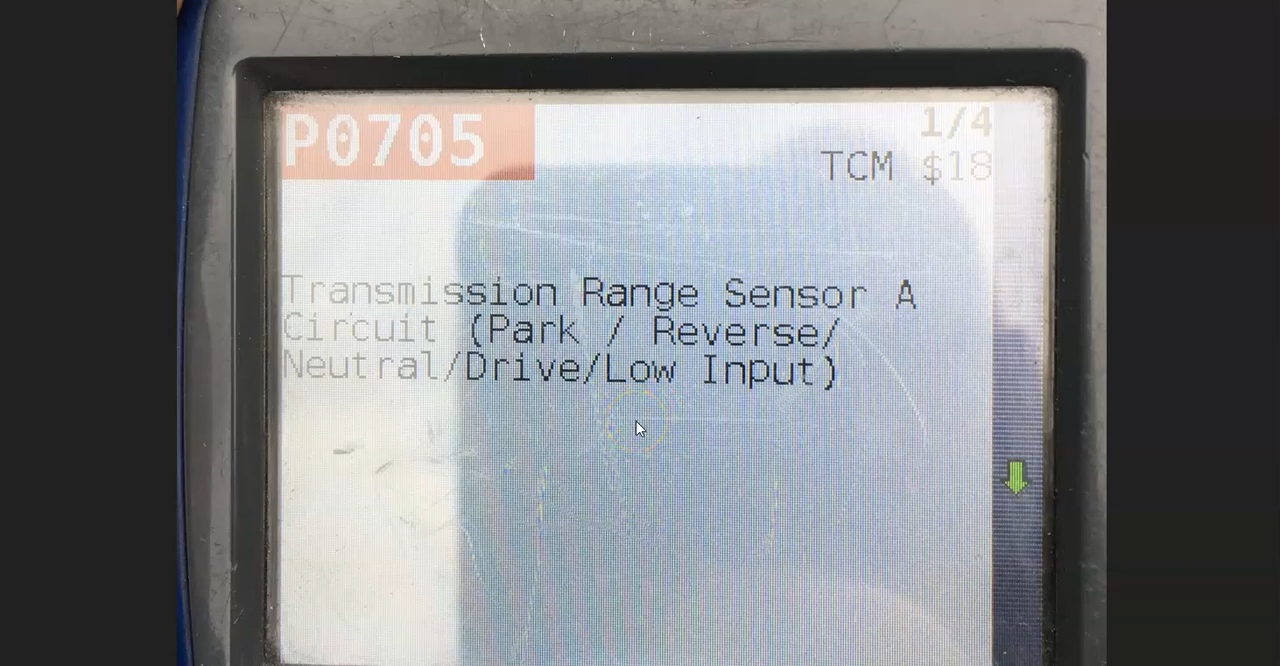 P0705
1/4
TCM $18
Transmission Range Sensor A
Circuit (Park / Reverse/
Neutral/Drive/Low Input)